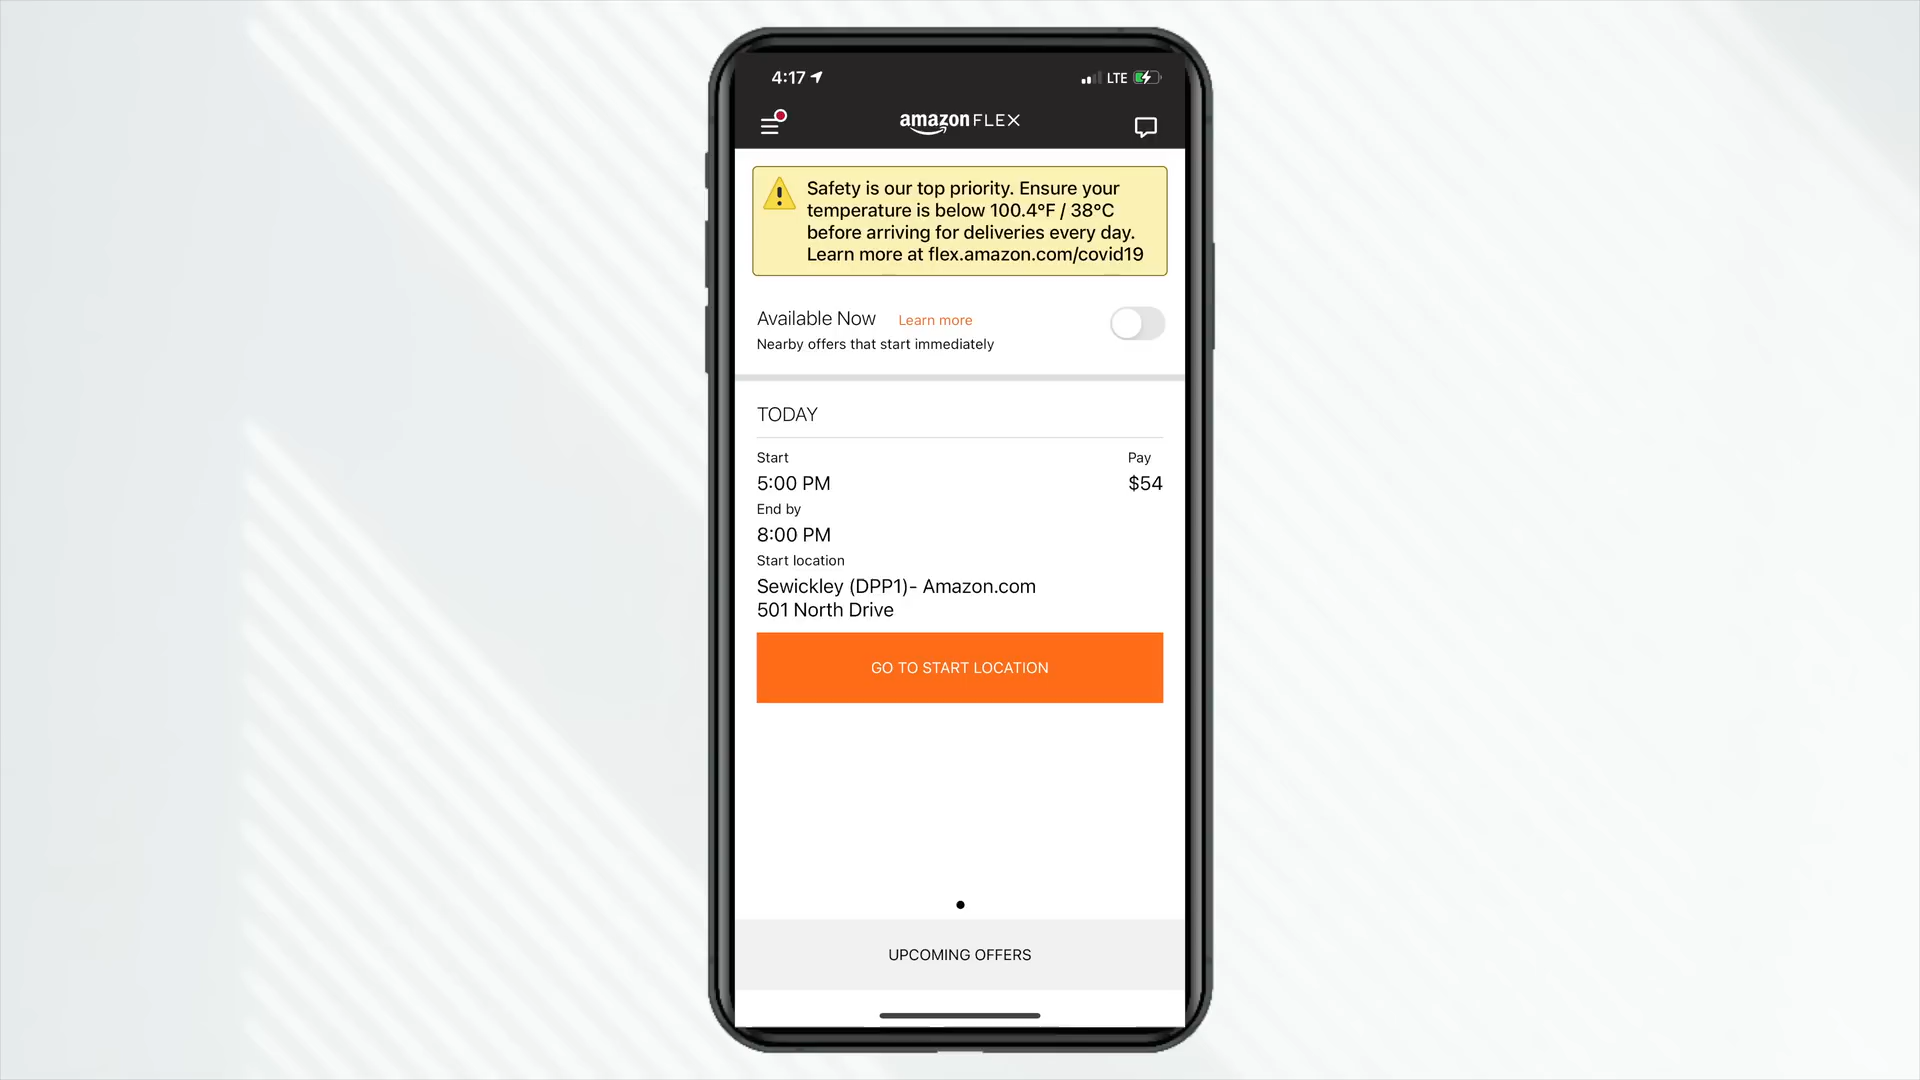 4:17
LTE
amazon FLEX
Safety is our top priority. Ensure your
temperature is below 100.4°F / 38°C
before arriving for deliveries every day.
Learn more at flex.amazon.com/covid19
Available Now Learn more
Nearby offers that start immediately
TODAY
Start Pay
5:00 PM $54
End by
8:00 PM
Start location
Sewickley (DPP1)- Amazon.com
501 North Drive
GO TO START LOCATION
UPCOMING OFFERS